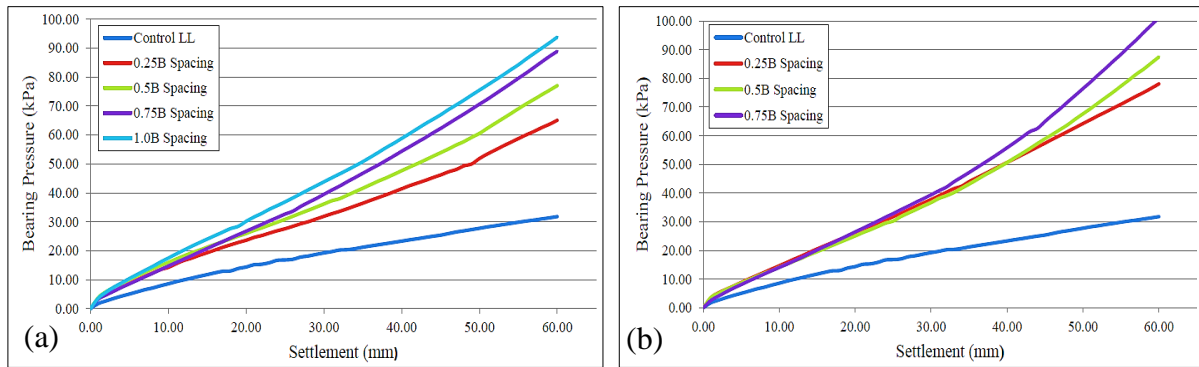 100.00
90.00
80.00
70.00
60.00
50.00
40.00
30.00
20.00
10.00
0.00
Bearing Pressure (kPa)
Control LL
0.25B Spacing
0.5B Spacing
0.75B Spacing
1.0B Spacing
0.00 10.00 20.00 30.00 40.00 50.00 60.00
Settlement (mm)
(a)
100.00
90.00
80.00
70.00
60.00
50.00
40.00
30.00
20.00
10.00
0.00
Bearing Pressure (kPa)
Control LL
0.25B Spacing
0.5B Spacing
0.75B Spacing
0.00 10.00 20.00 30.00 40.00 50.00 60.00
Settlement (mm)
(b)